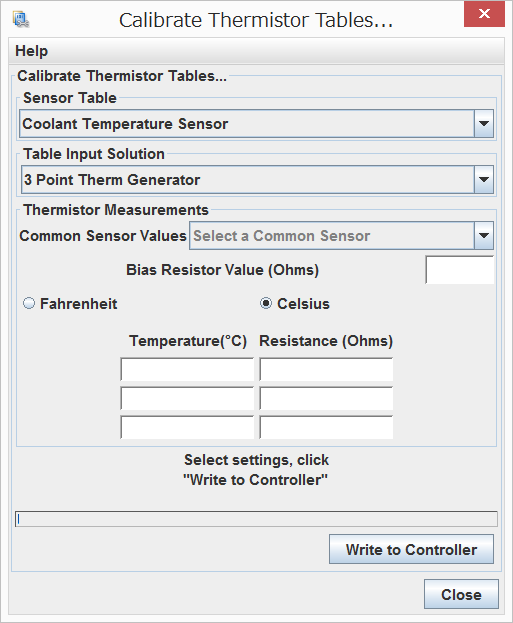 Calibrate Thermistor Tables...
Help
Calibrate Thermistor Tables...
Sensor Table
Coolant Temperature Sensor
Table Input Solution
3 Point Therm Generator
Thermistor Measurements
Common Sensor Values Select a Common Sensor
Bias Resistor Value (Ohms)
Fahrenheit Celsius
Temperature(°C) Resistance (Ohms)
Select settings, click
"Write to Controller"
Write to Controller
Close